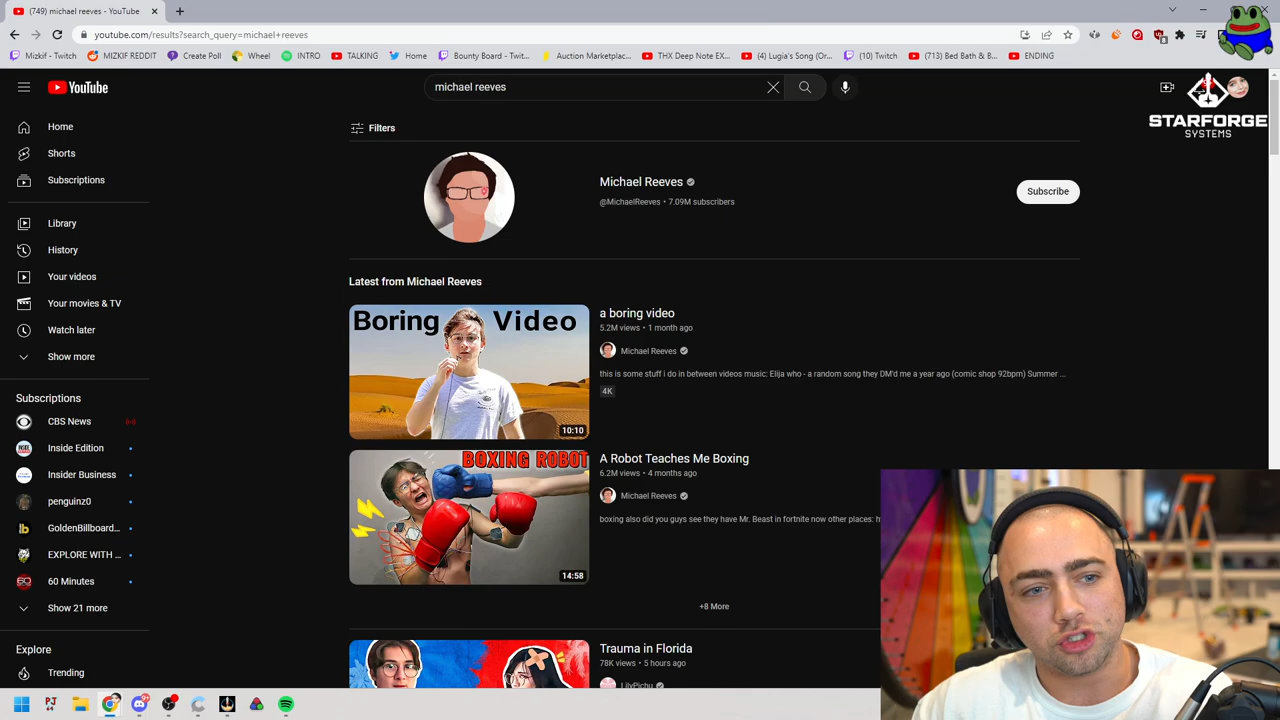 (749) michael reeves - YouTube
youtube.com/results?search_query=michael+reeves
Mizkif - Twitch
MIZKIF REDDIT
Create Poll
Wheel
INTRO
TALKING
Home
Bounty Board - Twit...
Auction Marketplac...
THX Deep Note EX...
(4) Lugia's Song (Or...
(10) Twitch
(713) Bed Bath & B...
ENDING
YouTube
michael reeves
STARFORGE
SYSTEMS
Home
Shorts
Subscriptions
Library
History
Your videos
Your movies & TV
Watch later
Show more
Subscriptions
CBS News
Inside Edition
Insider Business
penguinz0
GoldenBillboard...
EXPLORE WITH ...
60 Minutes
Show 21 more
Explore
Trending
Filters
Michael Reeves
@MichaelReeves • 7.09M subscribers
Subscribe
Latest from Michael Reeves
Boring Video
10:10
a boring video
5.2M views • 1 month ago
Michael Reeves
this is some stuff i do in between videos music: Elija who - a random song they DM'd me a year ago (comic shop 92bpm) Summer ...
4K
BOXING ROBOT
14:58
A Robot Teaches Me Boxing
6.2M views • 4 months ago
Michael Reeves
boxing also did you guys see they have Mr. Beast in fortnite now other places:
+8 More
Trauma in Florida
78K views • 5 hours ago
LilyPichu